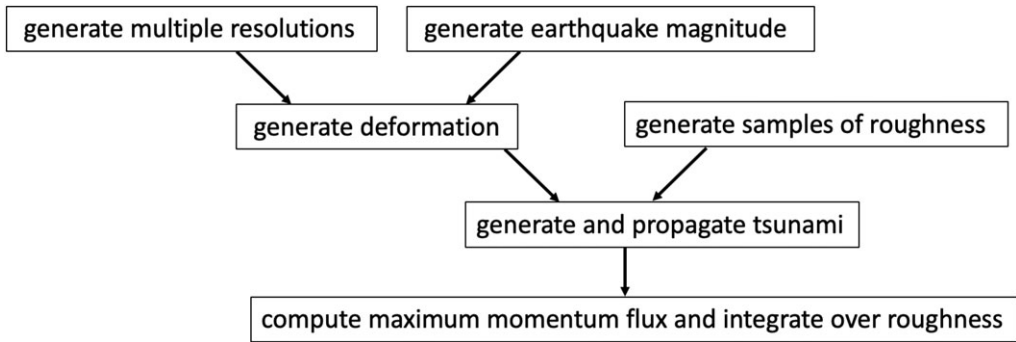 generate multiple resolutions
generate earthquake magnitude
generate deformation
generate samples of roughness
generate and propagate tsunami
compute maximum momentum flux and integrate over roughness